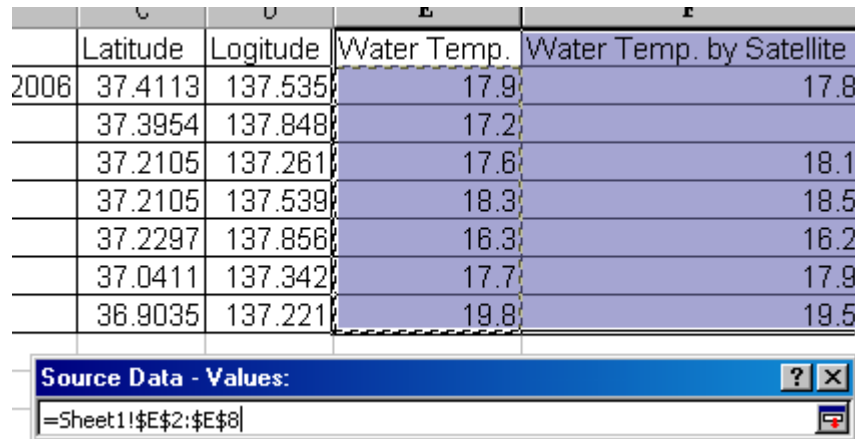 C D E F
Latitude Logitude Water Temp. Water Temp. by Satellite
2006 37.4113 137.535 17.9 17.8
37.3954 137.848 17.2
37.2105 137.261 17.6 18.1
37.2105 137.539 18.3 18.5
37.2297 137.856 16.3 16.2
37.0411 137.342 17.7 17.9
36.9035 137.221 19.8 19.5
Source Data - Values: ?
=Sheet1!$E$2:$E$8